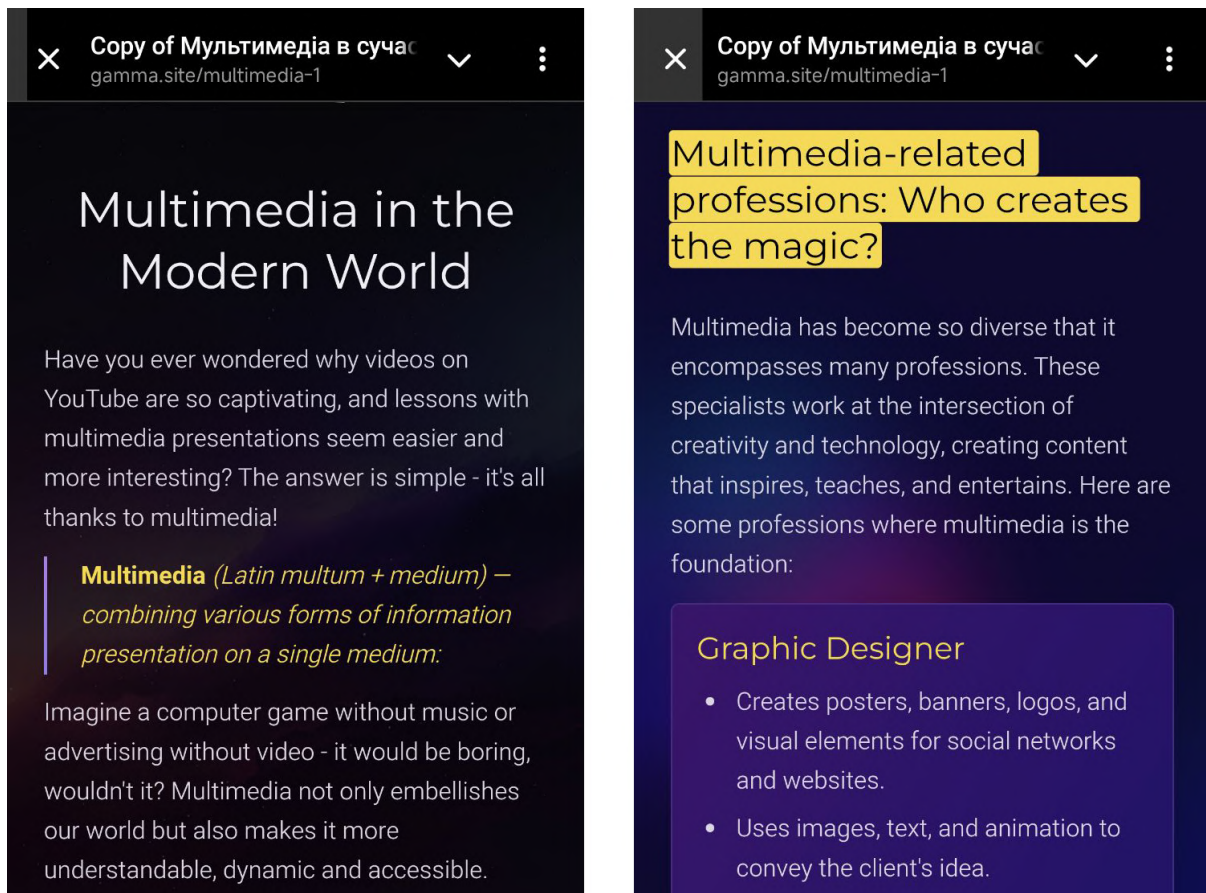 Copy of Мультимедіа в сучас
gamma.site/multimedia-1
Multimedia in the
Modern World
Have you ever wondered why videos on
YouTube are so captivating, and lessons with
multimedia presentations seem easier and
more interesting? The answer is simple - it's all
thanks to multimedia!
Multimedia (Latin multum + medium) —
combining various forms of information
presentation on a single medium:
Imagine a computer game without music or
advertising without video - it would be boring,
wouldn't it? Multimedia not only embellishes
our world but also makes it more
understandable, dynamic and accessible.
Copy of Мультимедіа в сучас
gamma.site/multimedia-1
Multimedia-related
professions: Who creates
the magic?
Multimedia has become so diverse that it
encompasses many professions. These
specialists work at the intersection of
creativity and technology, creating content
that inspires, teaches, and entertains. Here are
some professions where multimedia is the
foundation:
Graphic Designer
• Creates posters, banners, logos, and
visual elements for social networks
and websites.
• Uses images, text, and animation to
convey the client's idea.